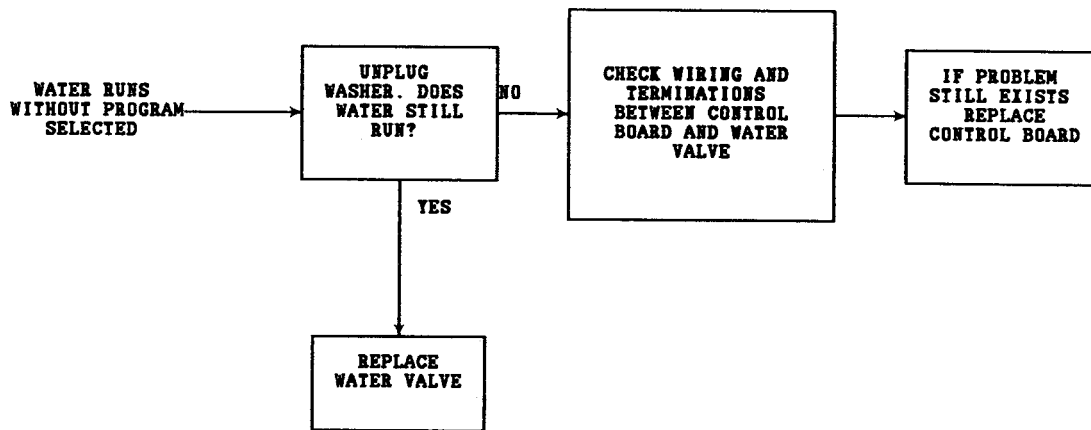 WATER RUNS
WITHOUT PROGRAM
SELECTED
UNPLUG
WASHER. DOES
WATER STILL
RUN?
NO
CHECK WIRING AND
TERMINATIONS
BETWEEN CONTROL
BOARD AND WATER
VALVE
IF PROBLEM
STILL EXISTS
REPLACE
CONTROL BOARD
YES
REPLACE
WATER VALVE